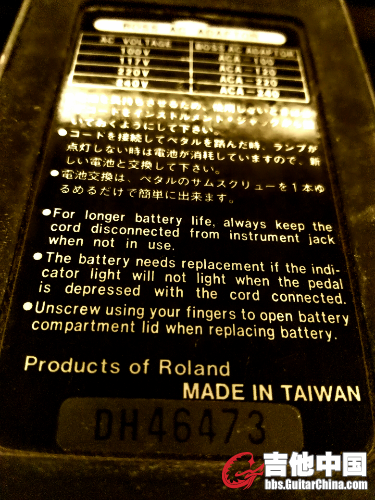 BOSS AC ADAPTOR
AC VOLTAGE BOSS AC ADAPTOR
100V ACA-100
117V ACA-120
220V ACA-220
240V ACA-240
●コードを接続してペダルを踏んだ時、ランプが
点灯しない時は電池が消耗していますので、新
しい電池と交換して下さい。
●電池交換は、ペダルのサムスクリューを1本ゆ
るめるだけで簡単に出来ます。
●For longer battery life, always keep the
cord disconnected from instrument jack
when not in use.
●The battery needs replacement if the indi-
cator light will not light when the pedal
is depressed with the cord connected.
●Unscrew using your fingers to open battery
compartment lid when replacing battery.
Products of Roland
MADE IN TAIWAN
DH46473
吉他中国
bbs.GuitarChina.com